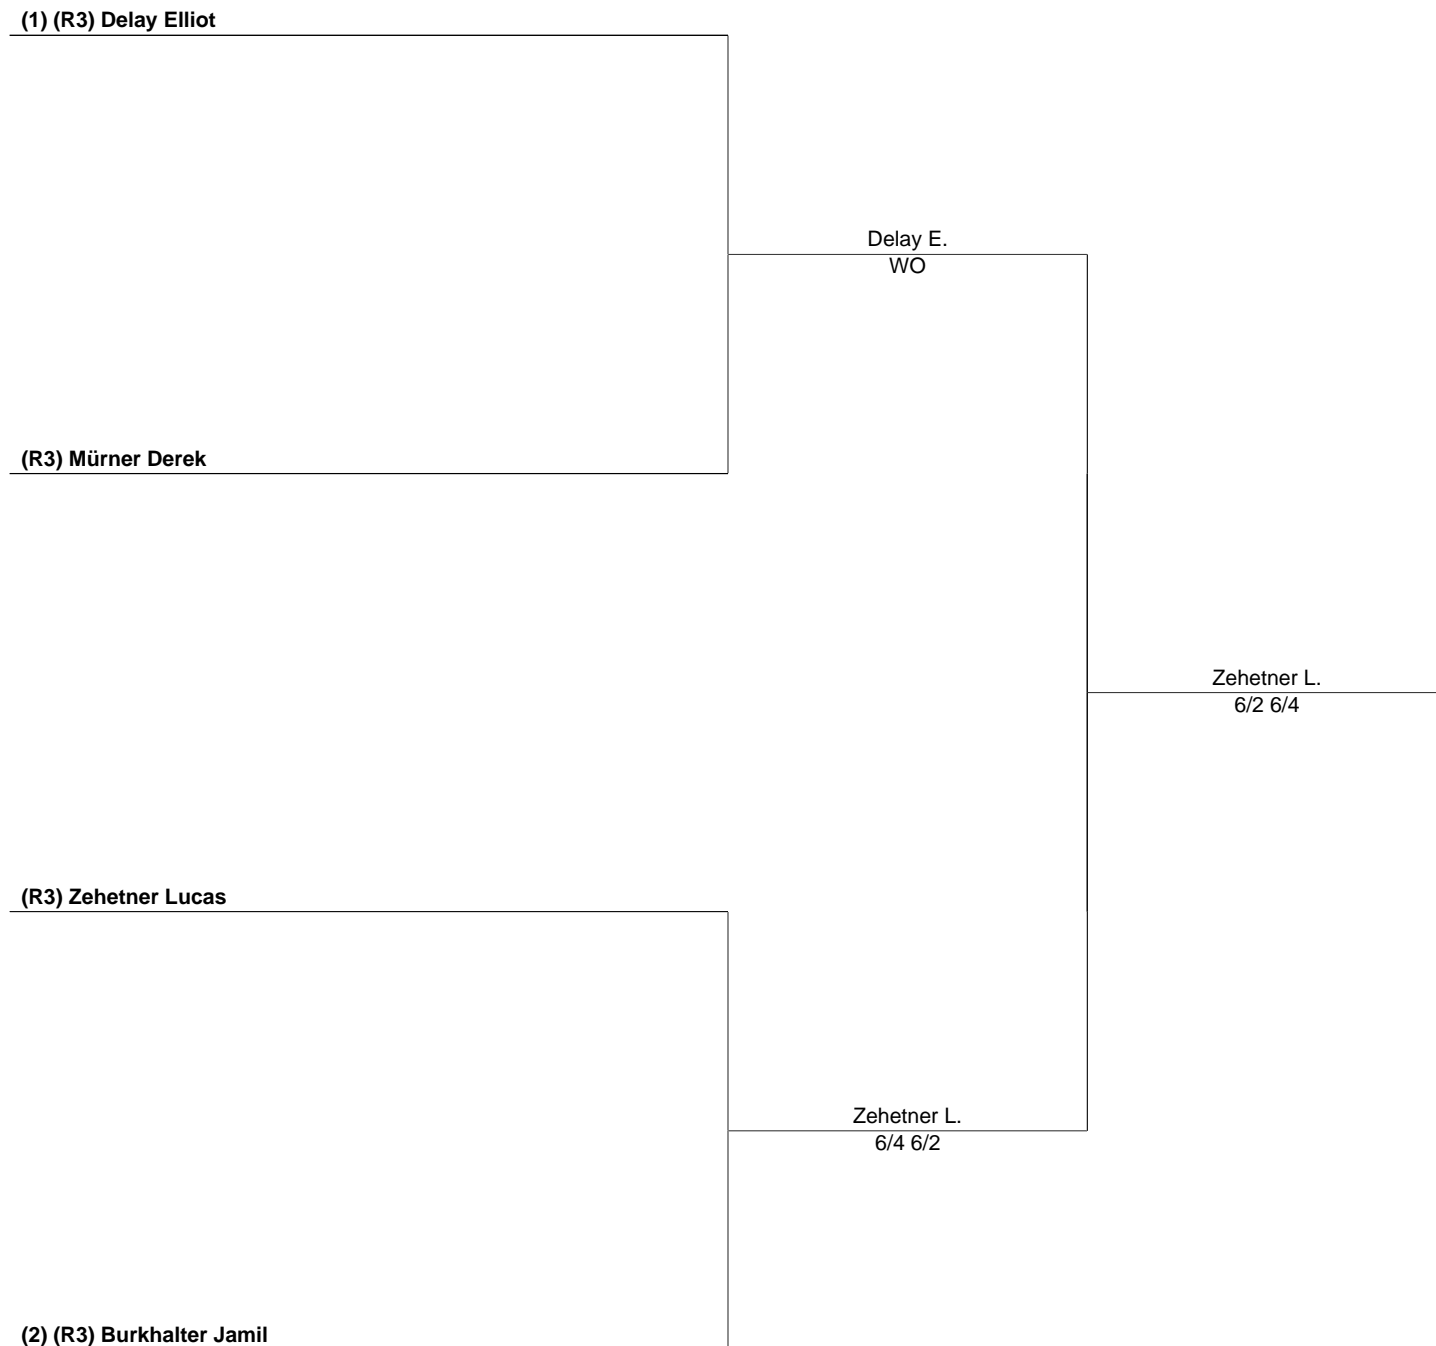 (1) (R3) Delay Elliot
Delay E.
WO
(R3) Mürner Derek
Zehetner L.
6/2 6/4
(R3) Zehetner Lucas
Zehetner L.
6/4 6/2
(2) (R3) Burkhalter Jamil